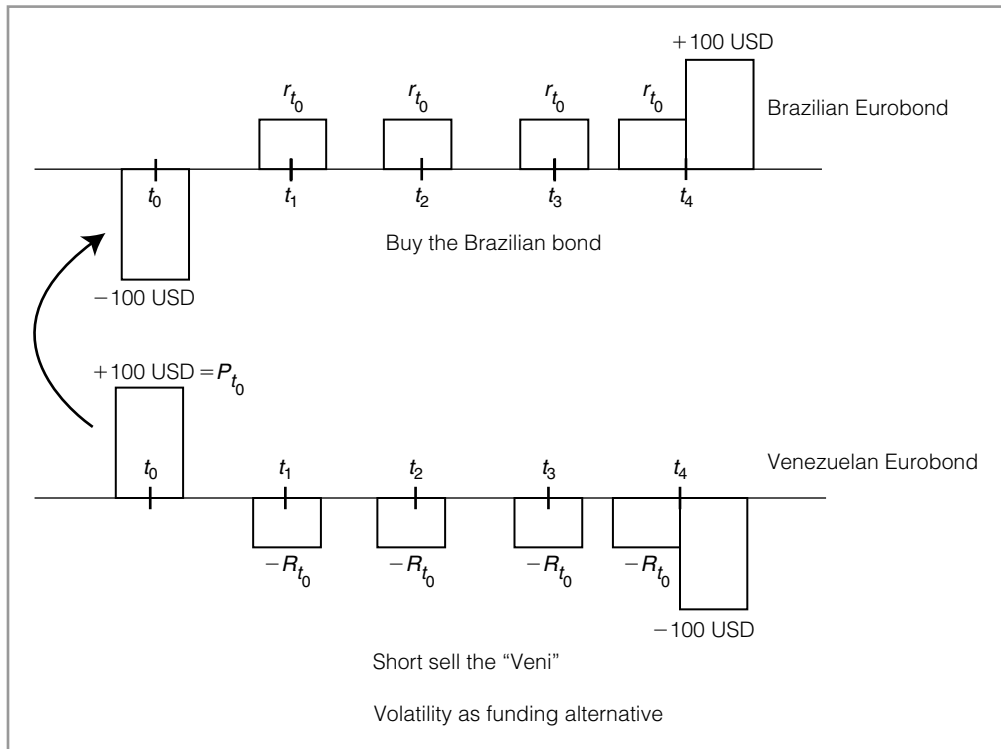 +100 USD
r_{t_0} r_{t_0} r_{t_0} r_{t_0} Brazilian Eurobond
t_0 t_1 t_2 t_3 t_4
Buy the Brazilian bond
−100 USD
+100 USD = P_{t_0}
t_0 t_1 t_2 t_3 t_4 Venezuelan Eurobond
−R_{t_0} −R_{t_0} −R_{t_0} −R_{t_0}
−100 USD
Short sell the “Veni”
Volatility as funding alternative